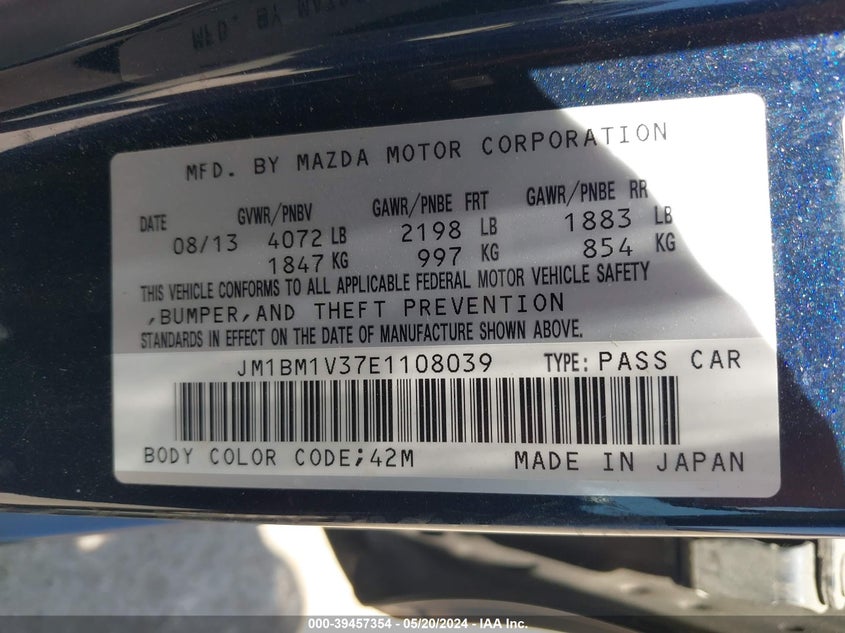 MFD. BY MAZDA MOTOR CORPORATION
DATE GVWR/PNBV GAWR/PNBE FRT GAWR/PNBE RR
08/13 4072 LB 2198 LB 1883 LB
1847 KG 997 KG 854 KG
THIS VEHICLE CONFORMS TO ALL APPLICABLE FEDERAL MOTOR VEHICLE SAFETY
,BUMPER,AND THEFT PREVENTION
STANDARDS IN EFFECT ON THE DATE OF MANUFACTURE SHOWN ABOVE.
JM1BM1V37E1108039 TYPE: PASS CAR
BODY COLOR CODE;42M MADE IN JAPAN
000-39457354 - 05/20/2024 - IAA Inc.